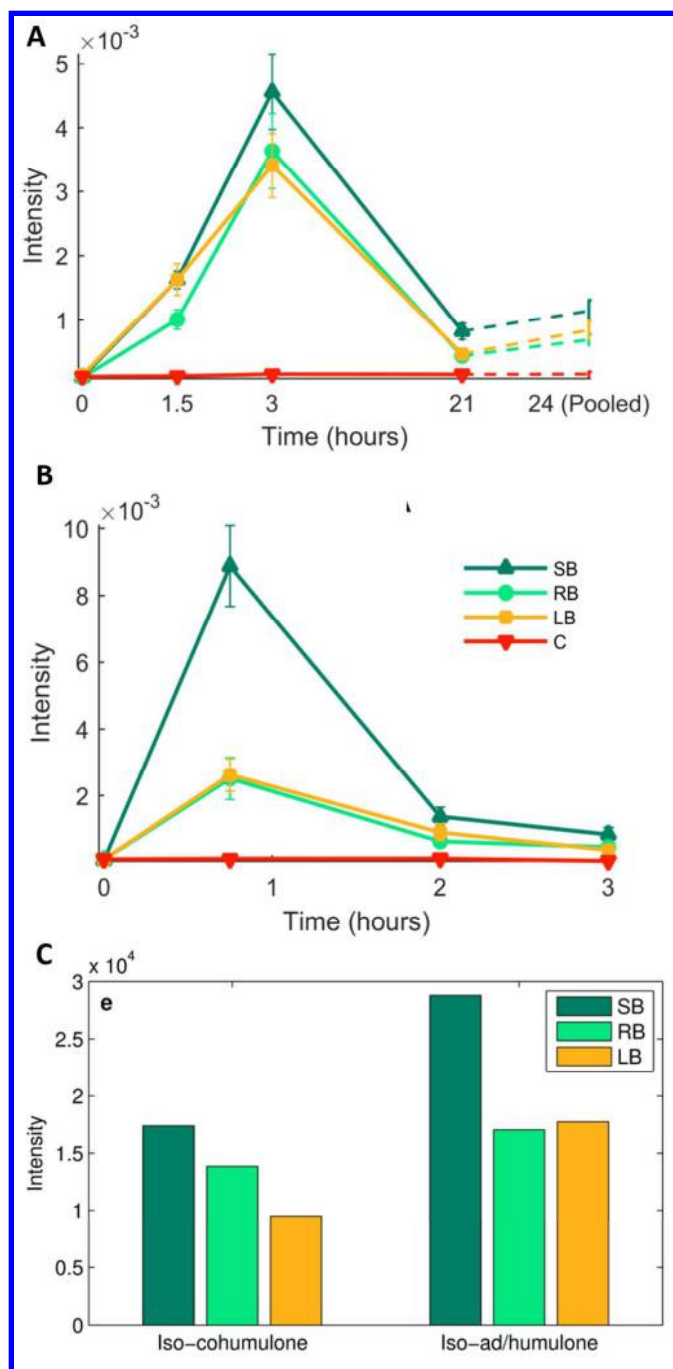 A
×10⁻³
5
4
3
2
1
Intensity
0 1.5 3 21 24 (Pooled)
Time (hours)
B
×10⁻³
10
8
6
4
2
Intensity
SB
RB
LB
C
0 1 2 3
Time (hours)
C
x 10⁴
3
2.5
2
1.5
1
0.5
0
Intensity
e
SB
RB
LB
Iso-cohumulone Iso-ad/humulone